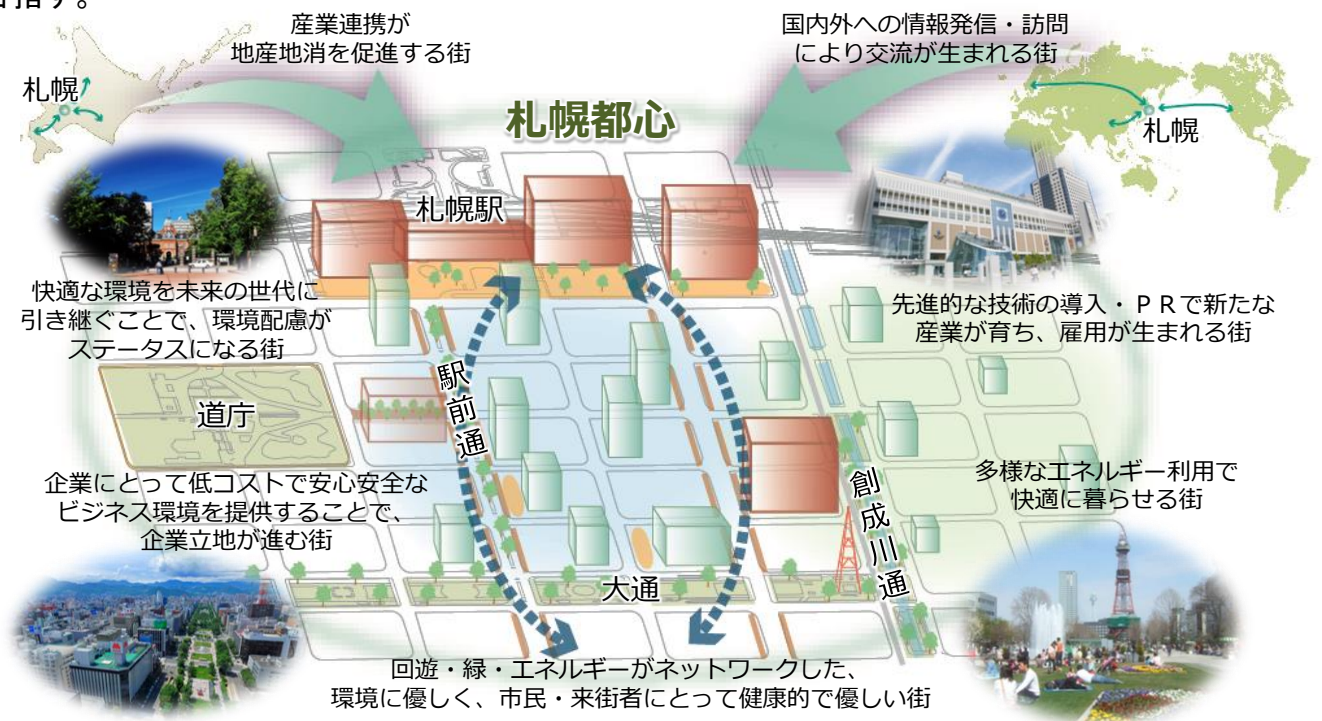 指す。
産業連携が
地産地消を促進する街
国内外への情報発信・訪問
により交流が生まれる街
札幌
札幌都心
札幌
札幌駅
快適な環境を未来の世代に
引き継ぐことで、環境配慮が
ステータスになる街
先進的な技術の導入・ＰＲで新たな
産業が育ち、雇用が生まれる街
駅前通
道庁
企業にとって低コストで安心安全な
ビジネス環境を提供することで、
企業立地が進む街
多様なエネルギー利用で
快適に暮らせる街
創成川通
大通
回遊・緑・エネルギーがネットワークした、
環境に優しく、市民・来街者にとって健康的で優しい街